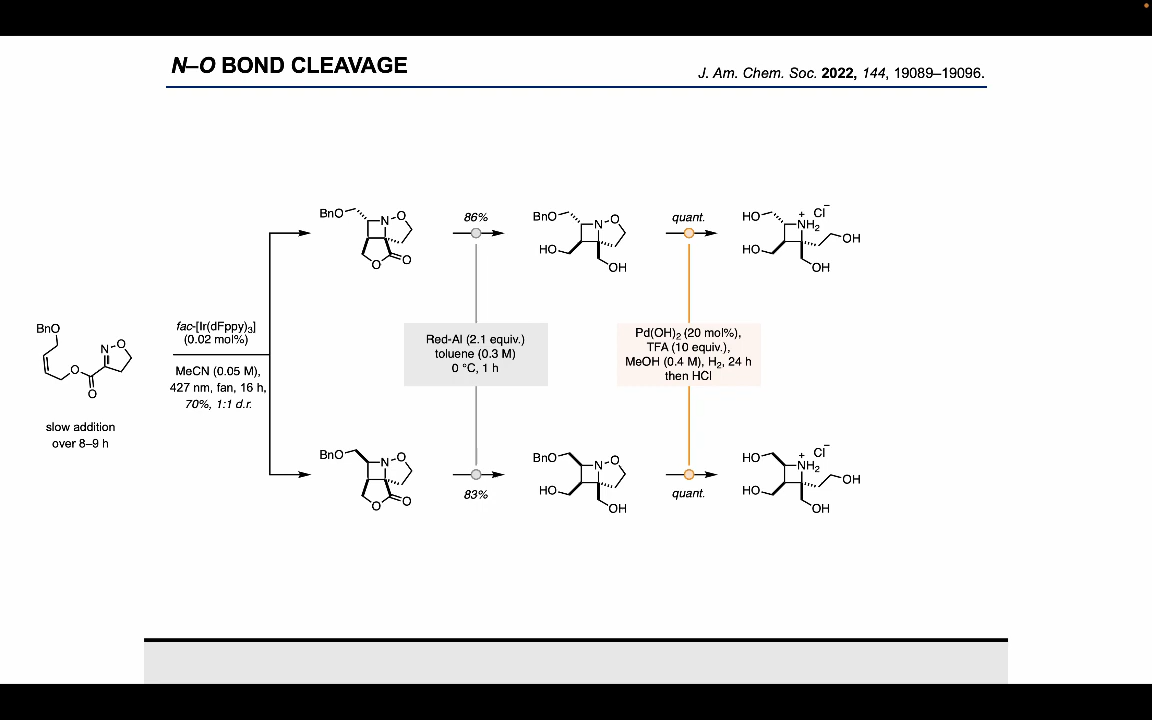 N–O BOND CLEAVAGE
J. Am. Chem. Soc. 2022, 144, 19089–19096.
BnO
N
O
O
O
86%
BnO
N
O
HO
OH
quant.
HO
+
Cl⁻
NH₂
HO
OH
OH
BnO
N
O
O
O
slow addition
over 8–9 h
fac-[Ir(dFppy)₃]
(0.02 mol%)
MeCN (0.05 M),
427 nm, fan, 16 h,
70%, 1:1 d.r.
Red-Al (2.1 equiv.)
toluene (0.3 M)
0 °C, 1 h
Pd(OH)₂ (20 mol%),
TFA (10 equiv.),
MeOH (0.4 M), H₂, 24 h
then HCl
BnO
N
O
O
O
83%
BnO
N
O
HO
OH
quant.
HO
+
Cl⁻
NH₂
HO
OH
OH